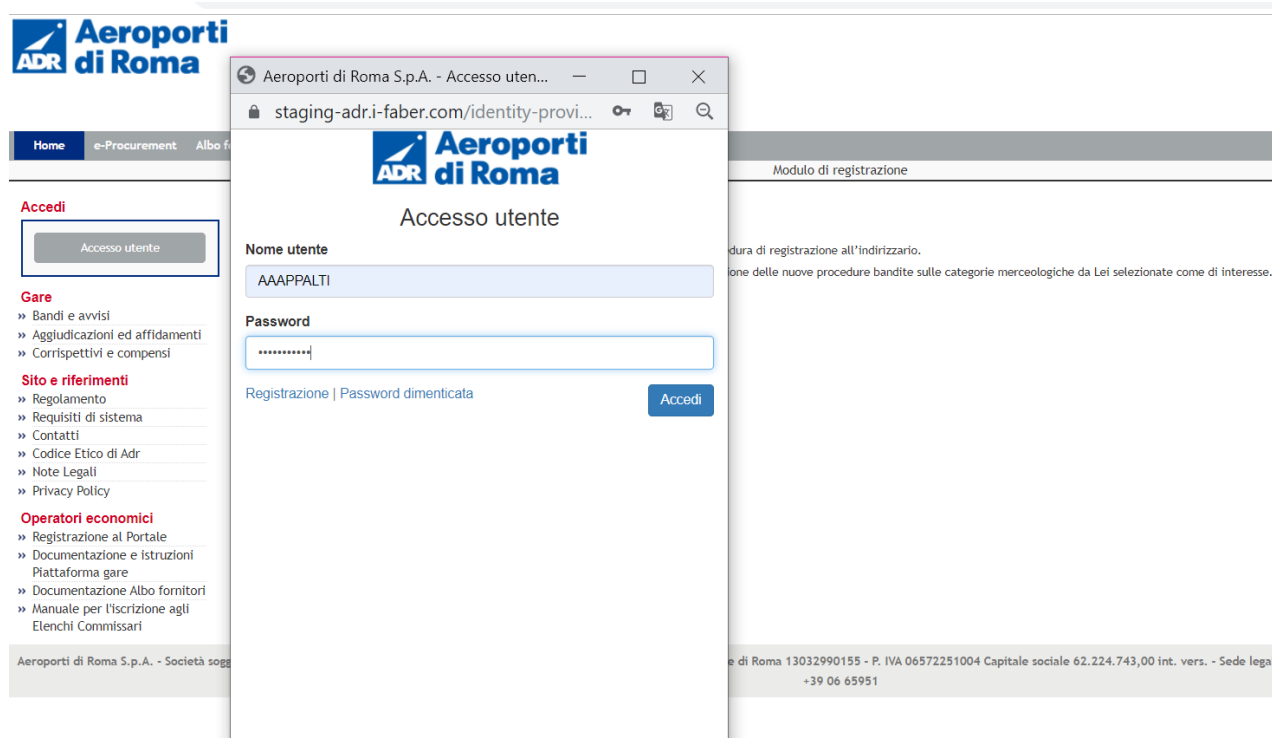 Aeroporti
di Roma
ADR
Home e-Procurement Albo
Modulo di registrazione
Accedi
Accesso utente
Gare
» Bandi e avvisi
» Aggiudicazioni ed affidamenti
» Corrispettivi e compensi
Sito e riferimenti
» Regolamento
» Requisiti di sistema
» Contatti
» Codice Etico di Adr
» Note Legali
» Privacy Policy
Operatori economici
» Registrazione al Portale
» Documentazione e istruzioni
Piattaforma gare
» Documentazione Albo fornitori
» Manuale per l'iscrizione agli
Elenchi Commissari
Aeroporti di Roma S.p.A. - Accesso uten...
staging-adr.i-faber.com/identity-provi...
Aeroporti
di Roma
ADR
Accesso utente
Nome utente
AAAPPALTI
Password
•••••••••••
Registrazione | Password dimenticata
Accedi
dura di registrazione all’indirizzario.
ione delle nuove procedure bandite sulle categorie merceologiche da Lei selezionate come di interesse.
Aeroporti di Roma S.p.A. - Società sogg
e di Roma 13032990155 - P. IVA 06572251004 Capitale sociale 62.224.743,00 int. vers. - Sede lega
+39 06 65951